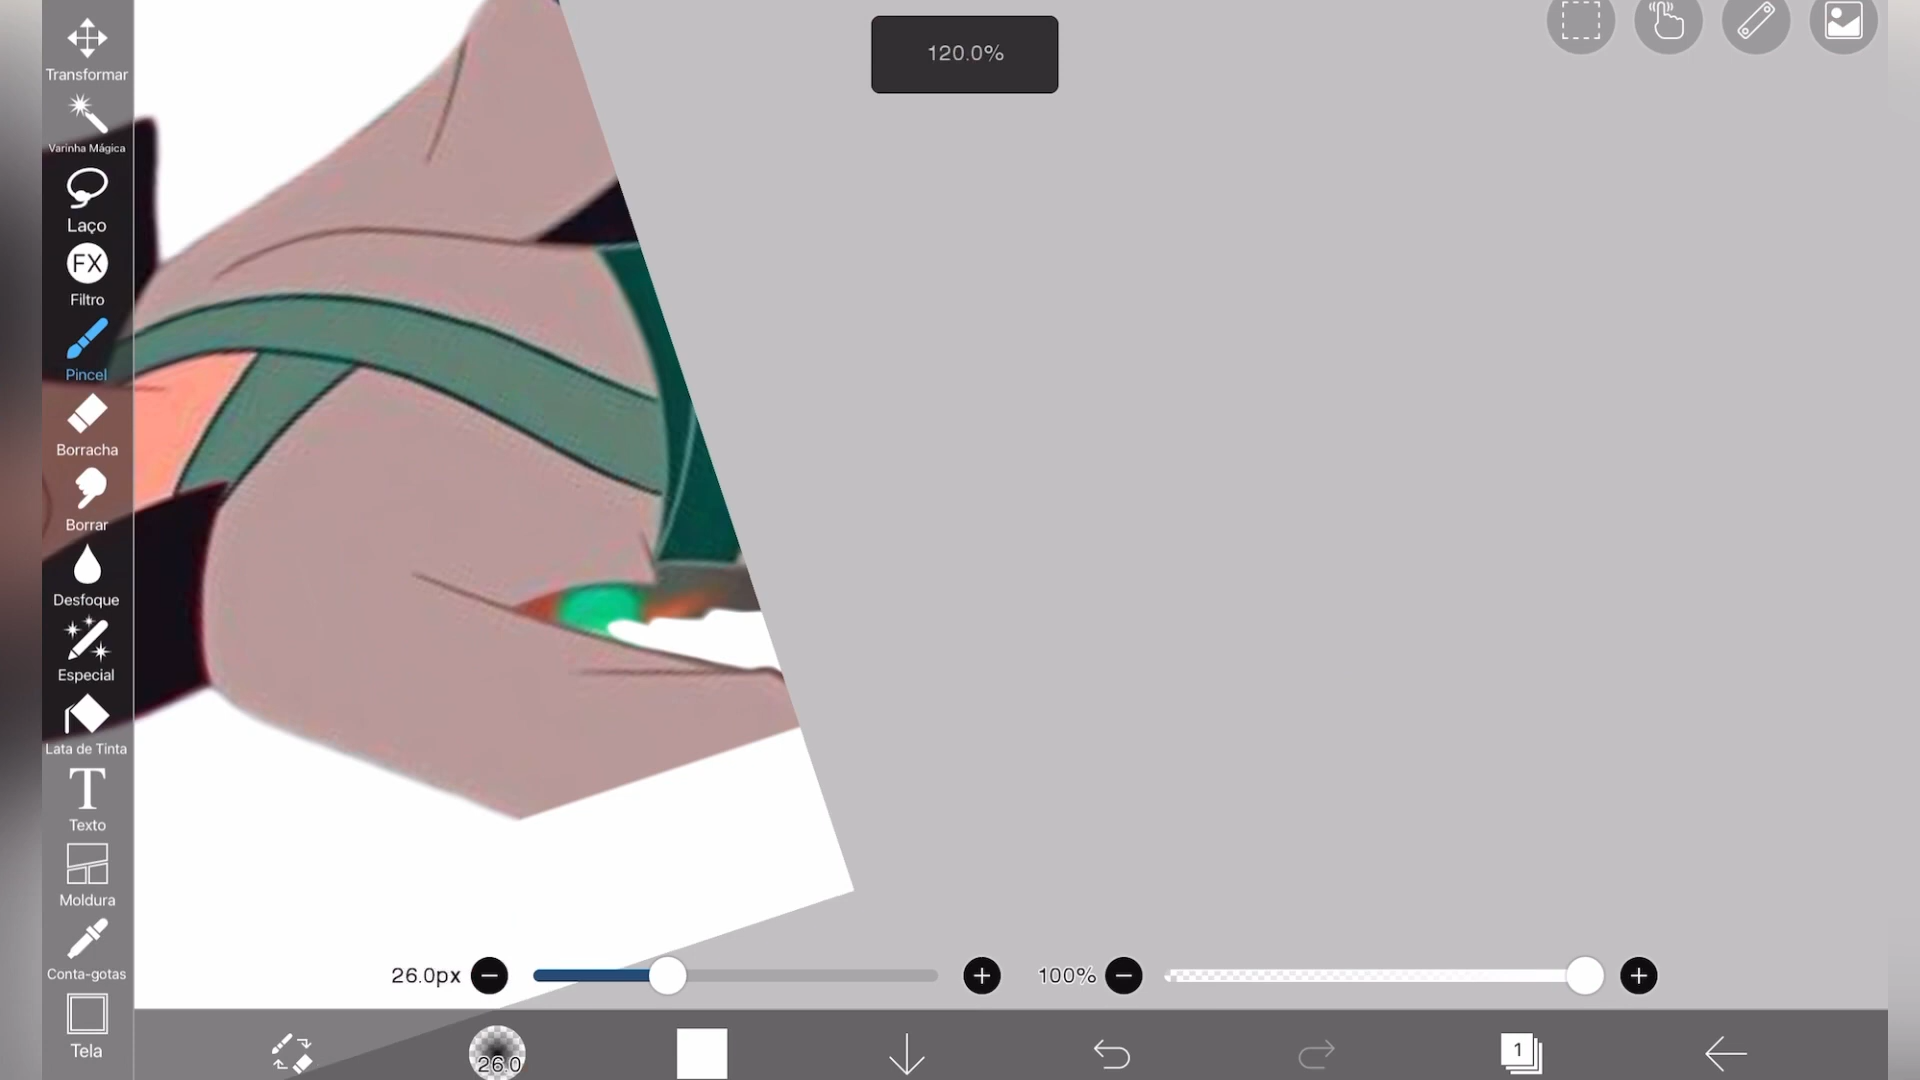 120.0%
Transformar
Varinha Mágica
Laço
FX
Filtro
Pincel
Borracha
Borrar
Desfoque
Especial
Lata de Tinta
T
Texto
Moldura
Conta-gotas
Tela
26.0px
100%
26.0
1